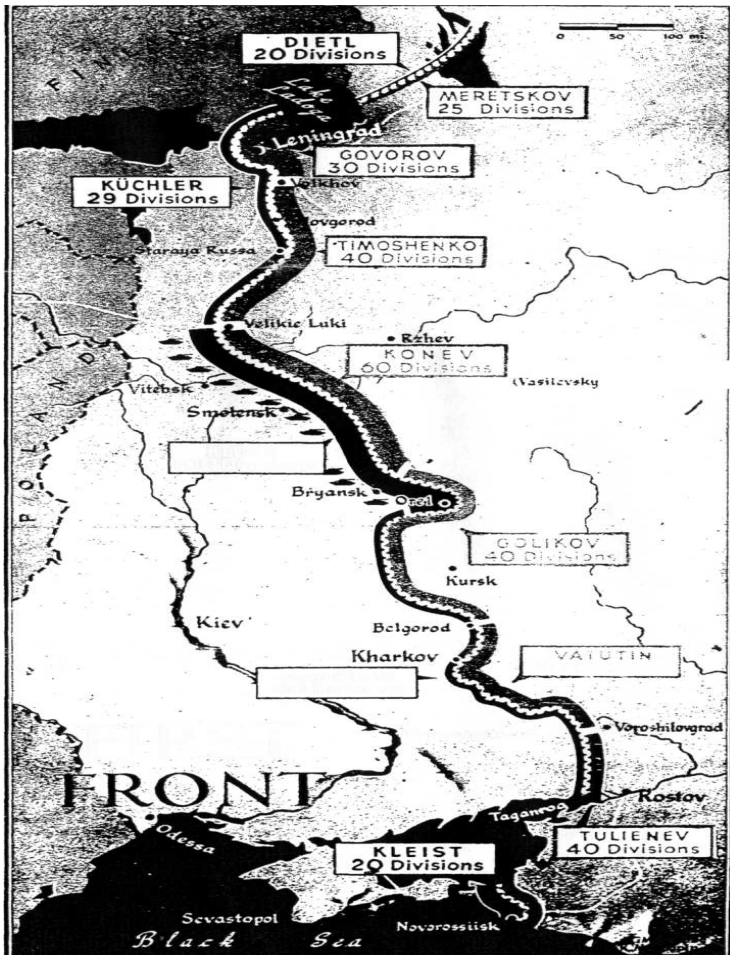 FINLAND
DIETL
20 Divisions
0 50 100 mi.
Lake
Ladoga
MERETSKOV
25 Divisions
Leningrad
GOVOROV
30 Divisions
KÜCHLER
29 Divisions
Volkhov
Novgorod
Staraya Russa
TIMOSHENKO
40 Divisions
Velikie Luki
Rzhev
KONEV
60 Divisions
(Vasilevsky
Vitebsk
Smolensk
POLAND
Bryansk
Orel
GOLIKOV
40 Divisions
Kursk
Kiev
Belgorod
Kharkov
VATUTIN
Voroshilovgrad
FRONT
Rostov
Taganrog
Odessa
TULIENEV
40 Divisions
KLEIST
20 Divisions
Sevastopol
Novorossiisk
Black Sea